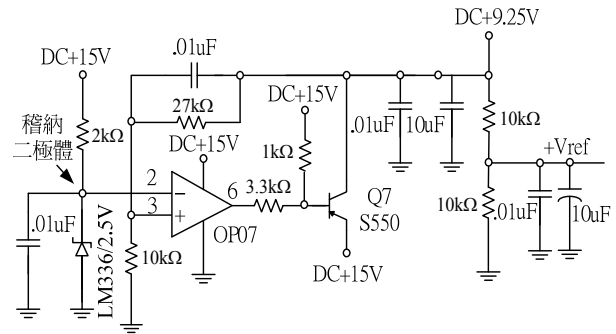 DC+9.25V
.01uF
DC+15V
27kΩ
DC+15V
10kΩ
稽納
二極體
2kΩ
DC+15V
1kΩ
.01uF
10uF
+Vref
2
−
6
3.3kΩ
Q7
S550
3
+
OP07
.01uF
LM336/2.5V
10kΩ
DC+15V
10kΩ
.01uF
10uF